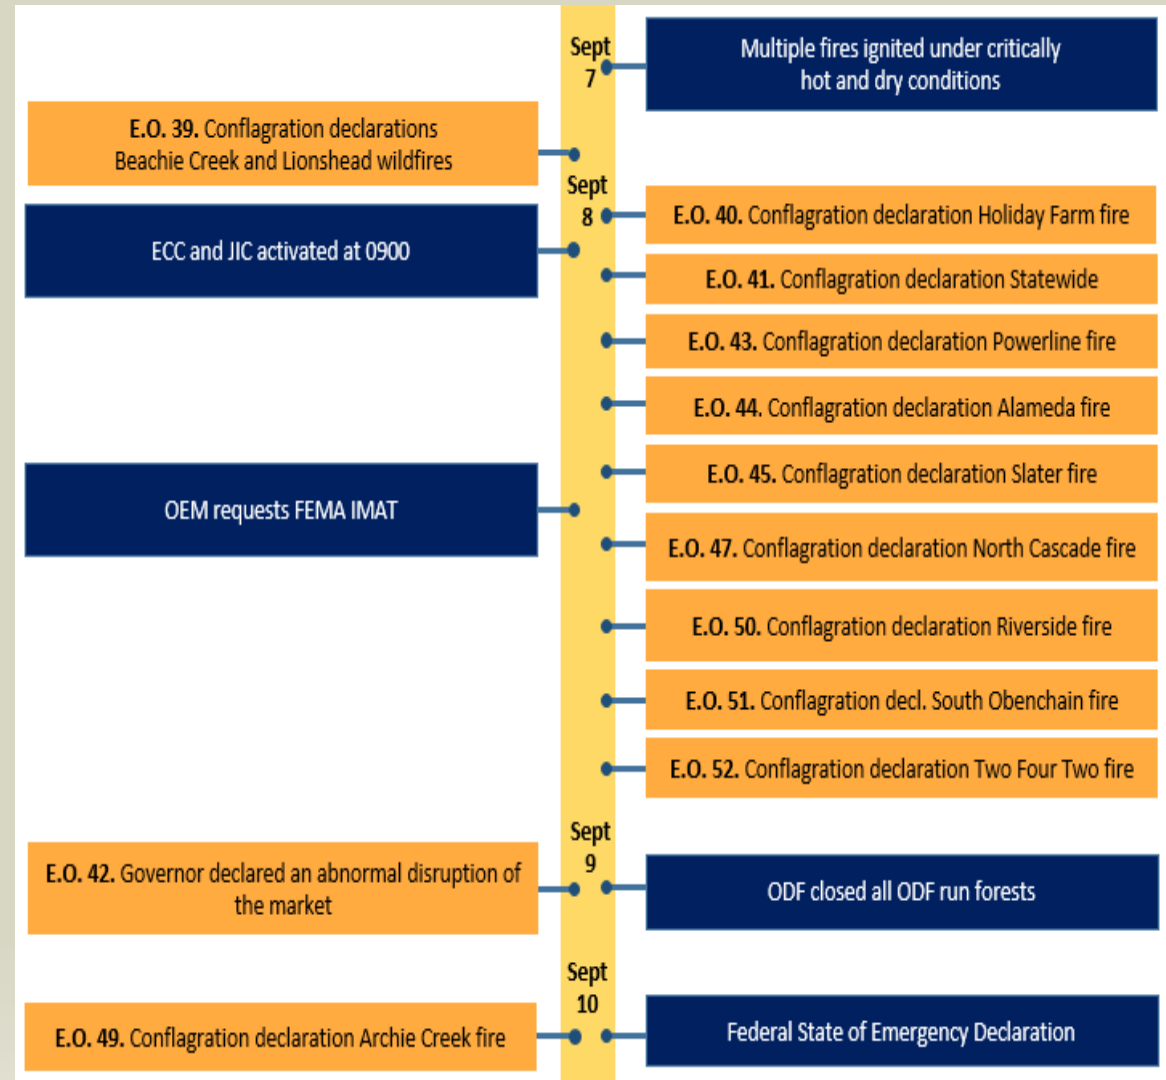 Sept
7
Multiple fires ignited under critically
hot and dry conditions
E.O. 39. Conflagration declarations
Beachie Creek and Lionshead wildfires
Sept
8
E.O. 40. Conflagration declaration Holiday Farm fire
ECC and JIC activated at 0900
E.O. 41. Conflagration declaration Statewide
E.O. 43. Conflagration declaration Powerline fire
E.O. 44. Conflagration declaration Alameda fire
E.O. 45. Conflagration declaration Slater fire
OEM requests FEMA IMAT
E.O. 47. Conflagration declaration North Cascade fire
E.O. 50. Conflagration declaration Riverside fire
E.O. 51. Conflagration decl. South Obenchain fire
E.O. 52. Conflagration declaration Two Four Two fire
Sept
9
E.O. 42. Governor declared an abnormal disruption of
the market
ODF closed all ODF run forests
Sept
10
E.O. 49. Conflagration declaration Archie Creek fire
Federal State of Emergency Declaration